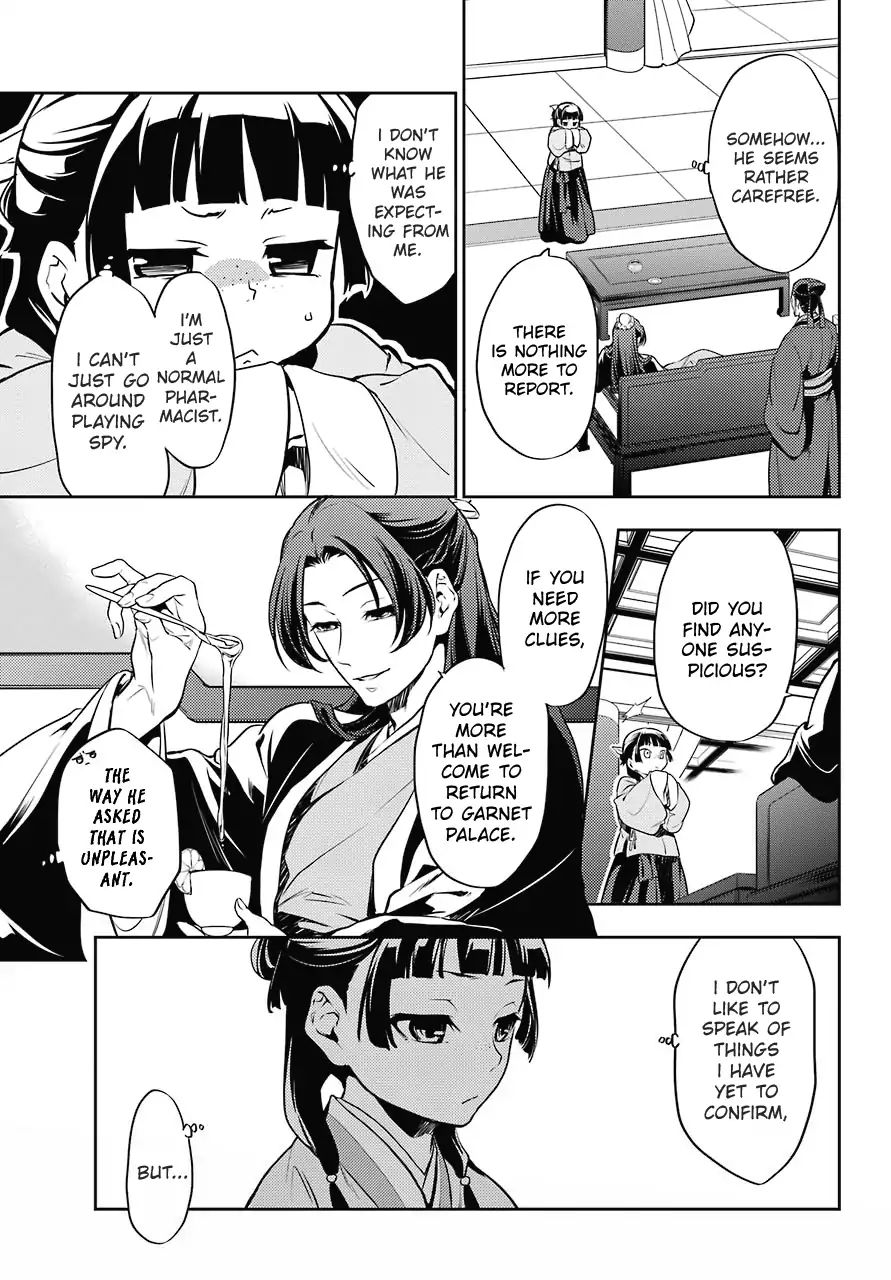 SOMEHOW...
HE SEEMS
RATHER
CAREFREE.
THERE
IS NOTHING
MORE TO
REPORT.
I DON'T
KNOW
WHAT HE
WAS
EXPECT-
ING FROM
ME.
I'M
JUST
A
NORMAL
PHAR-
MACIST.
I CAN'T
JUST GO
AROUND
PLAYING
SPY.
DID YOU
FIND ANY-
ONE SUS-
PICIOUS?
IF YOU
NEED
MORE
CLUES,
YOU'RE
MORE
THAN WEL-
COME TO
RETURN
TO
GARNET
PALACE.
THE
WAY HE
ASKED
THAT IS
UNPLEAS-
ANT.
I DON'T
LIKE TO
SPEAK OF
THINGS
I HAVE
YET TO
CONFIRM,
BUT...